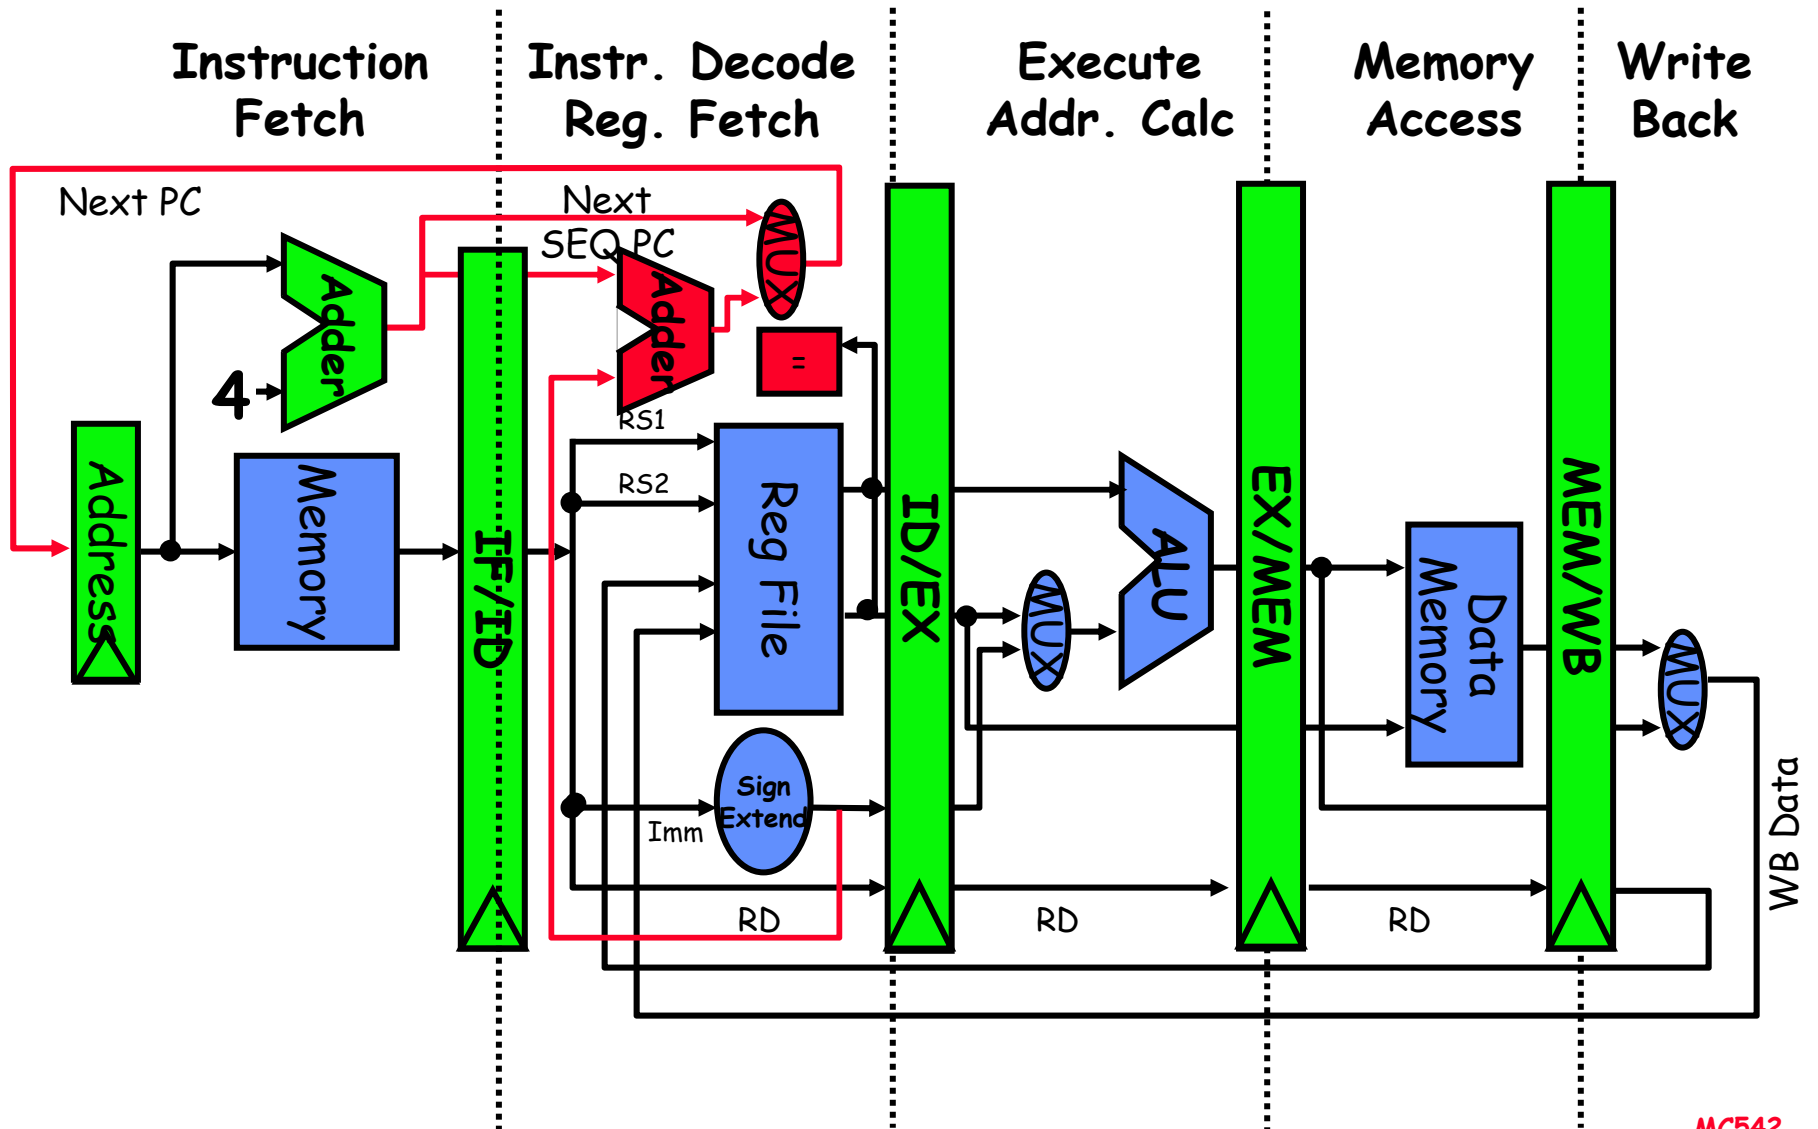 Instruction
Fetch
Instr. Decode
Reg. Fetch
Execute
Addr. Calc
Memory
Access
Write
Back
Next PC
Next
SEQ PC
MUX
Adder
Adder
=
4
RS1
Address
Memory
RS2
Reg File
IF/ID
ID/EX
MUX
ALU
EX/MEM
Data
Memory
MEM/WB
MUX
Sign
Extend
Imm
WB Data
RD
RD
RD
MC542